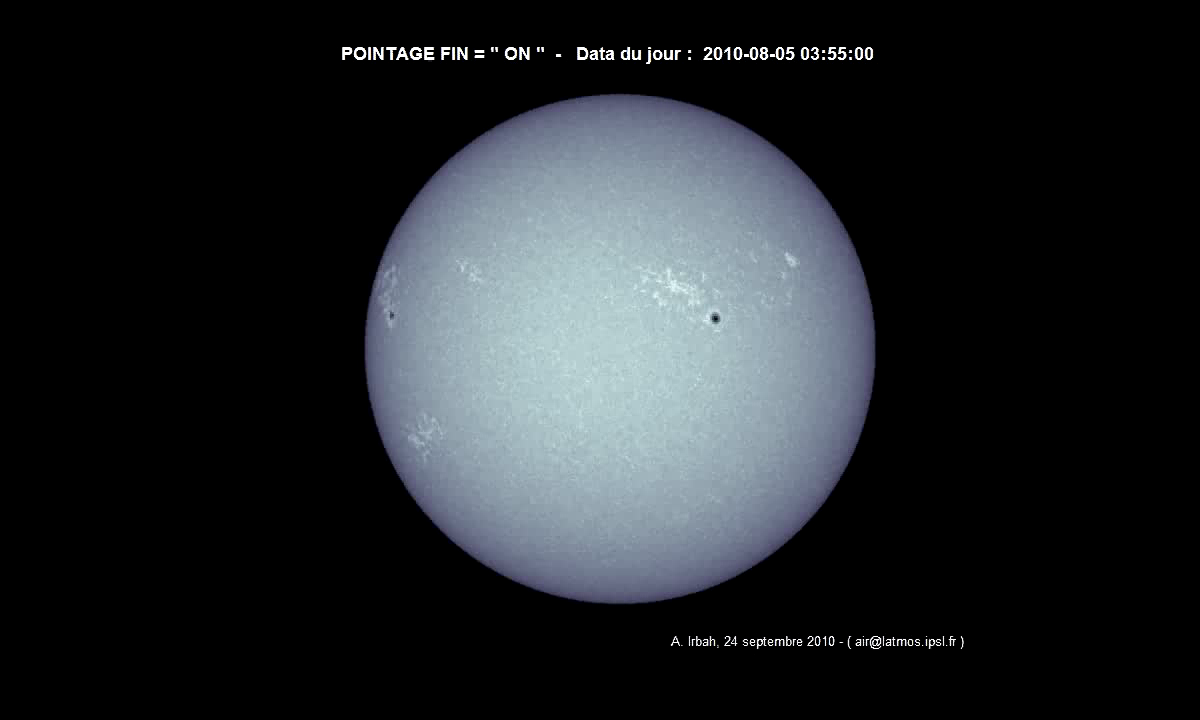 POINTAGE FIN = " ON " - Data du jour : 2010-08-05 03:55:00
A. Irbah, 24 septembre 2010 - ( air@latmos.ipsl.fr )